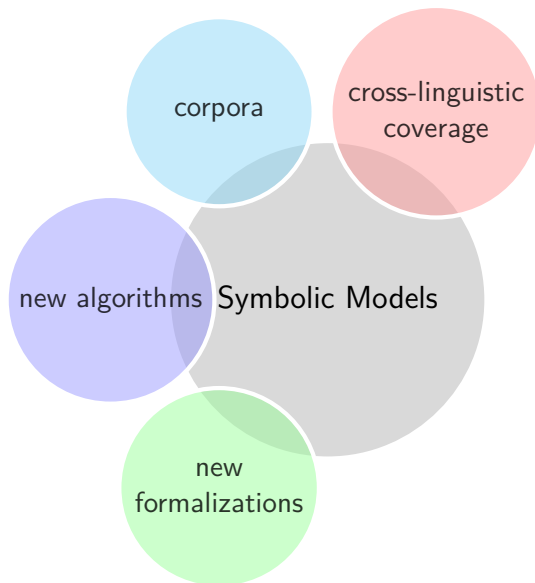 cross-linguistic
coverage
corpora
new algorithms
Symbolic Models
new
formalizations